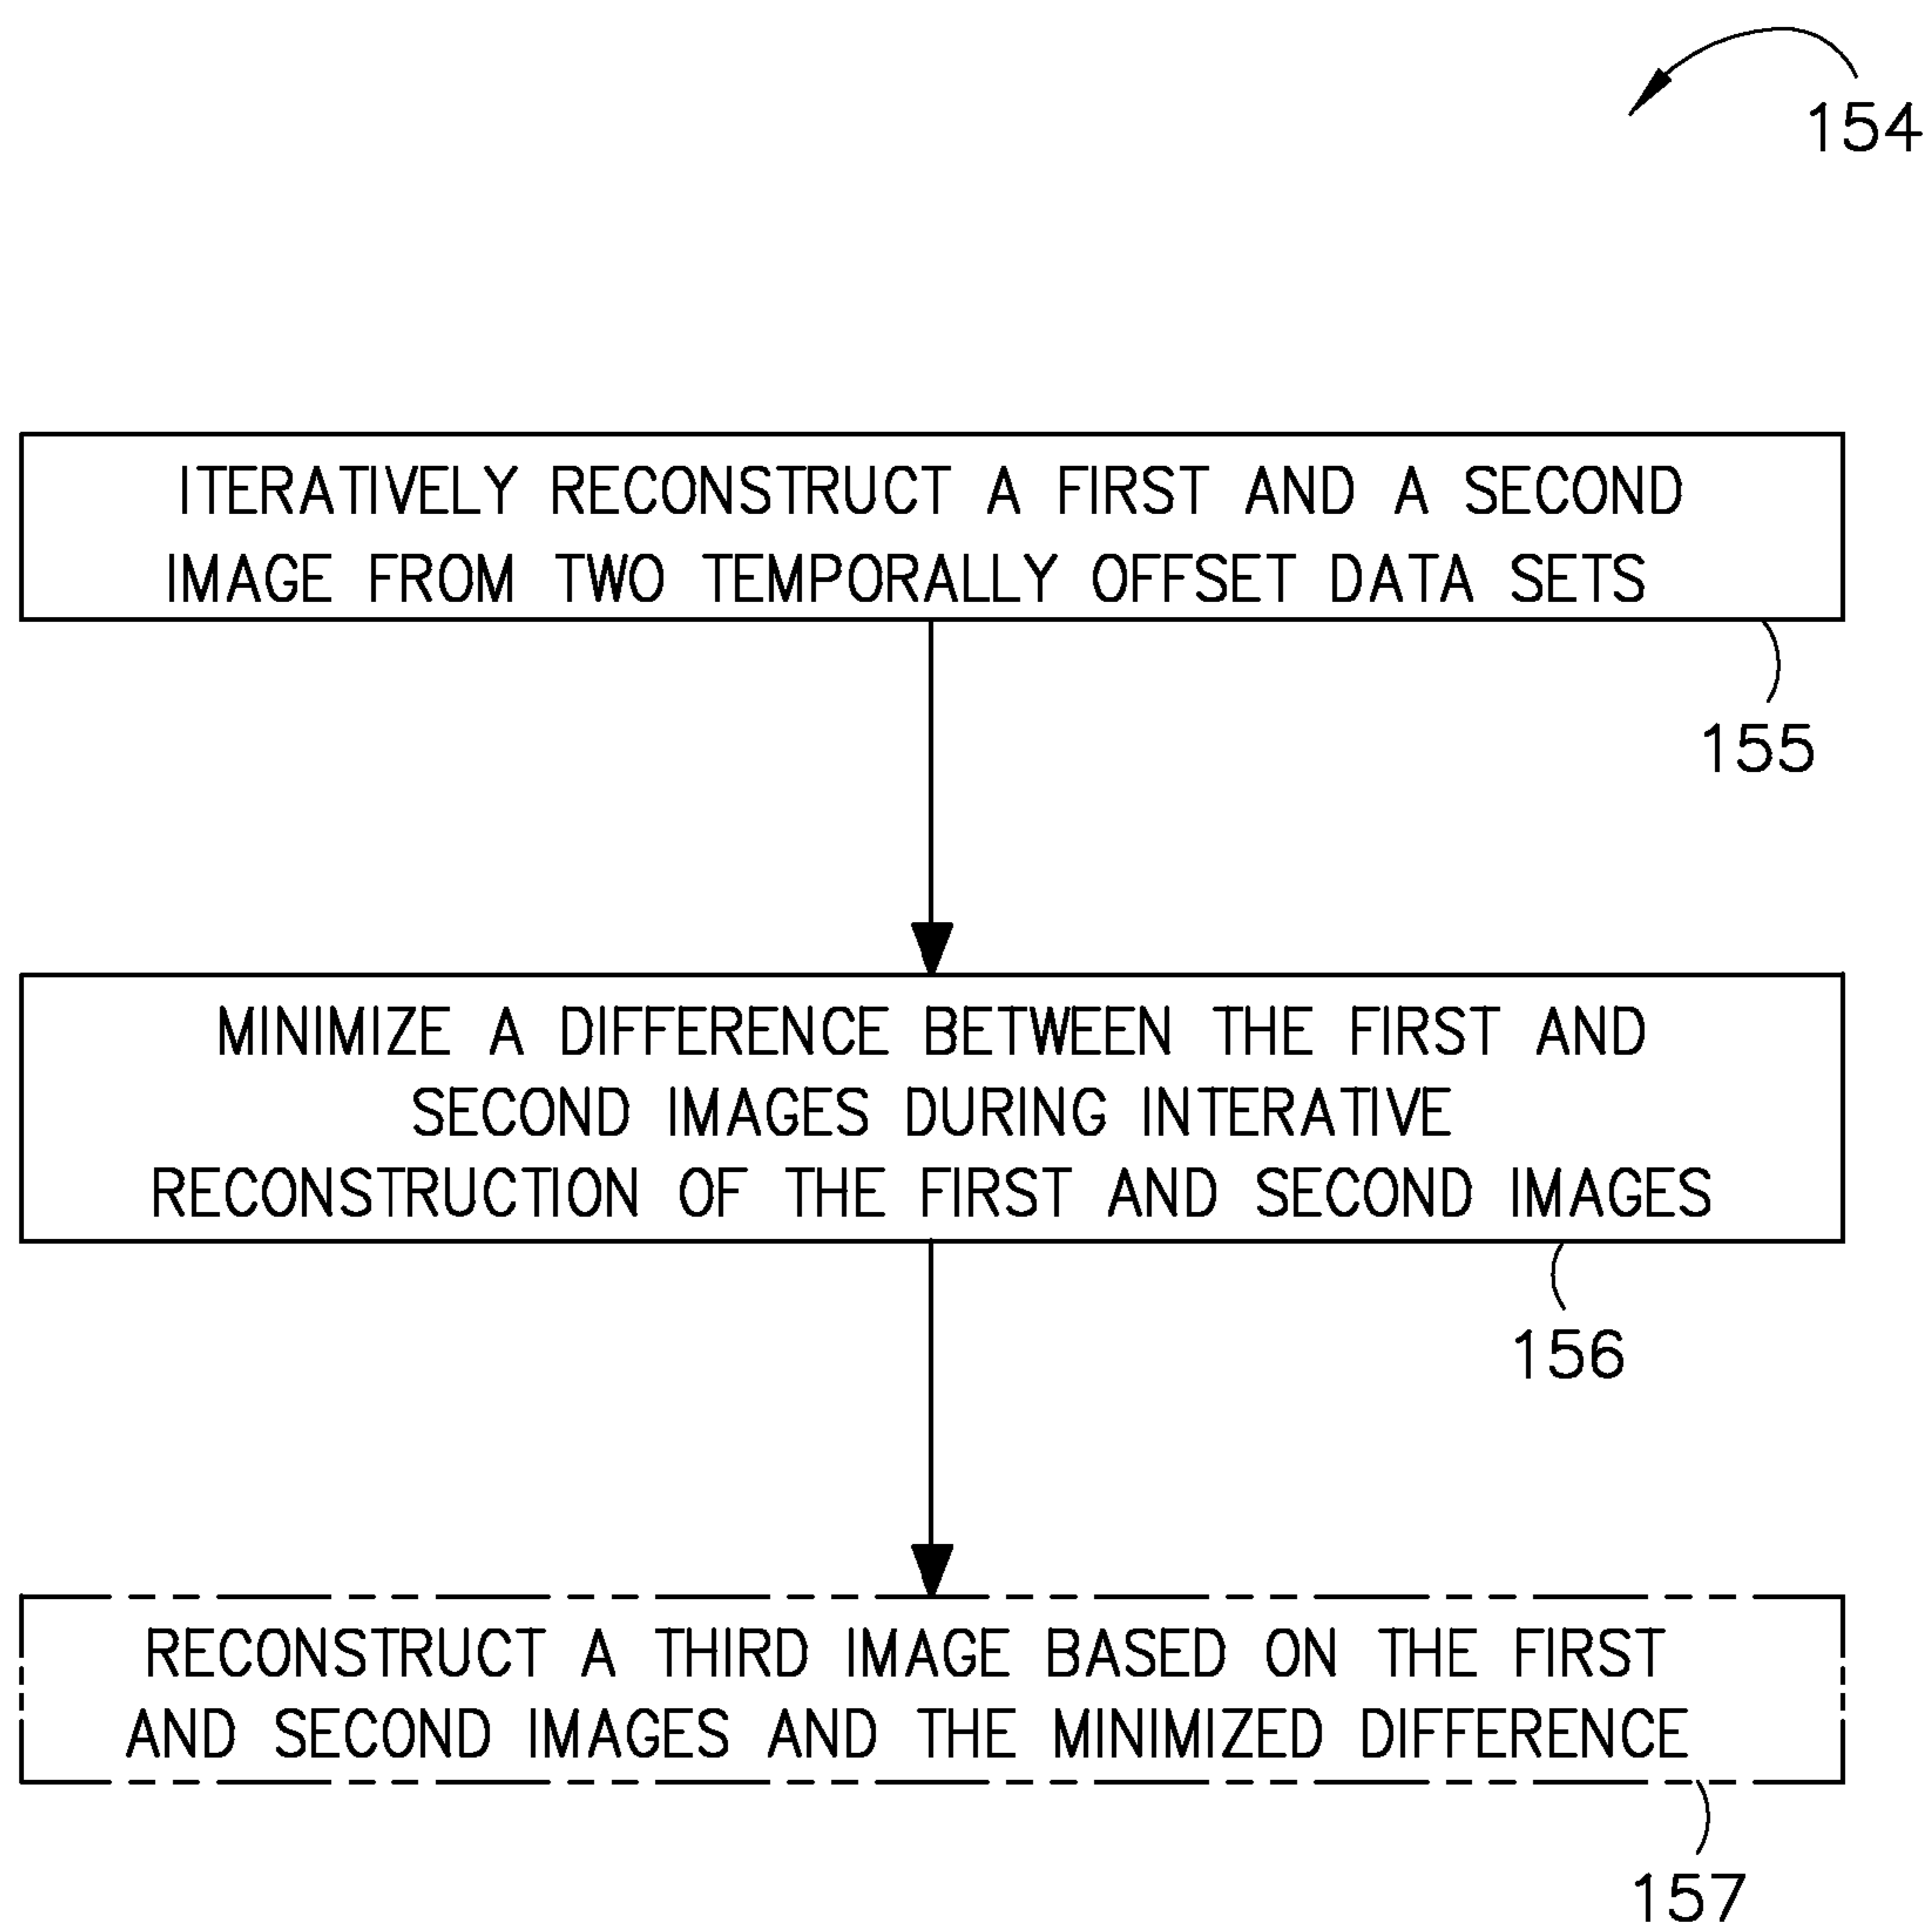 154
ITERATIVELY RECONSTRUCT A FIRST AND A SECOND
IMAGE FROM TWO TEMPORALLY OFFSET DATA SETS
155
MINIMIZE A DIFFERENCE BETWEEN THE FIRST AND
SECOND IMAGES DURING INTERATIVE
RECONSTRUCTION OF THE FIRST AND SECOND IMAGES
156
RECONSTRUCT A THIRD IMAGE BASED ON THE FIRST
AND SECOND IMAGES AND THE MINIMIZED DIFFERENCE
157